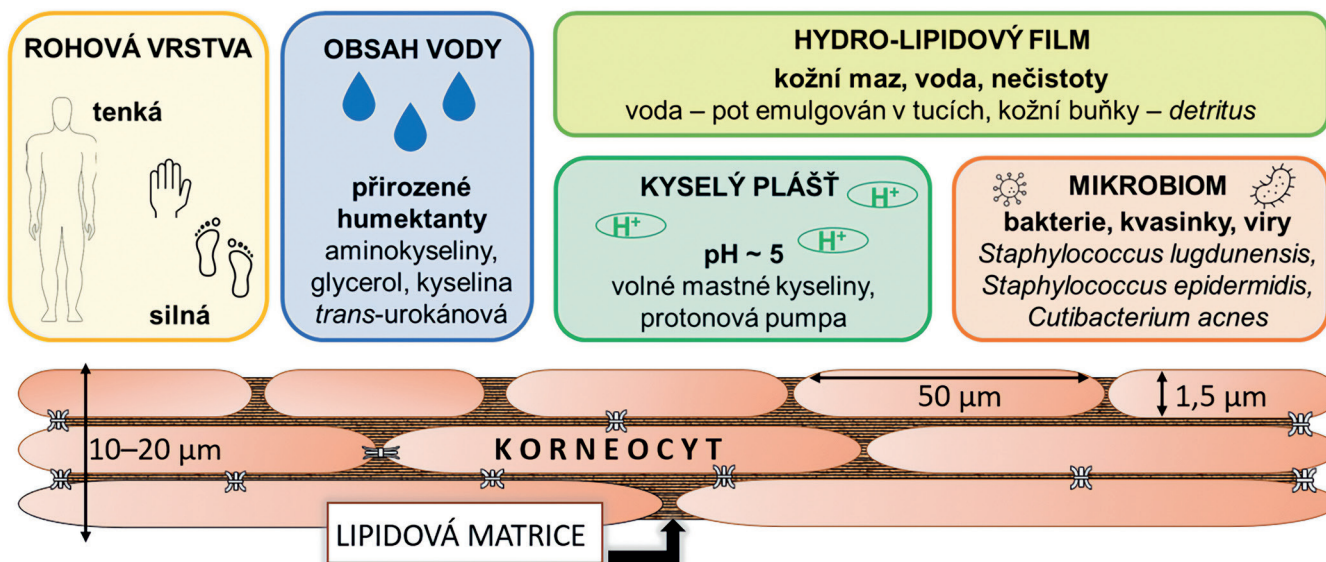 ROHOVÁ VRSTVA
tenká
silná
OBSAH VODY
přirozené
humektanty
aminokyseliny,
glycerol, kyselina
trans-urokánová
HYDRO-LIPIDOVÝ FILM
kožní maz, voda, nečistoty
voda – pot emulgován v tucích, kožní buňky – detritus
KYSELÝ PLÁŠŤ
H+
H+
H+
pH ~ 5
volné mastné kyseliny,
protonová pumpa
MIKROBIOM
bakterie, kvasinky, viry
Staphylococcus lugdunensis,
Staphylococcus epidermidis,
Cutibacterium acnes
50 µm
1,5 µm
10–20 µm
KORNEOCYT
LIPIDOVÁ MATRICE